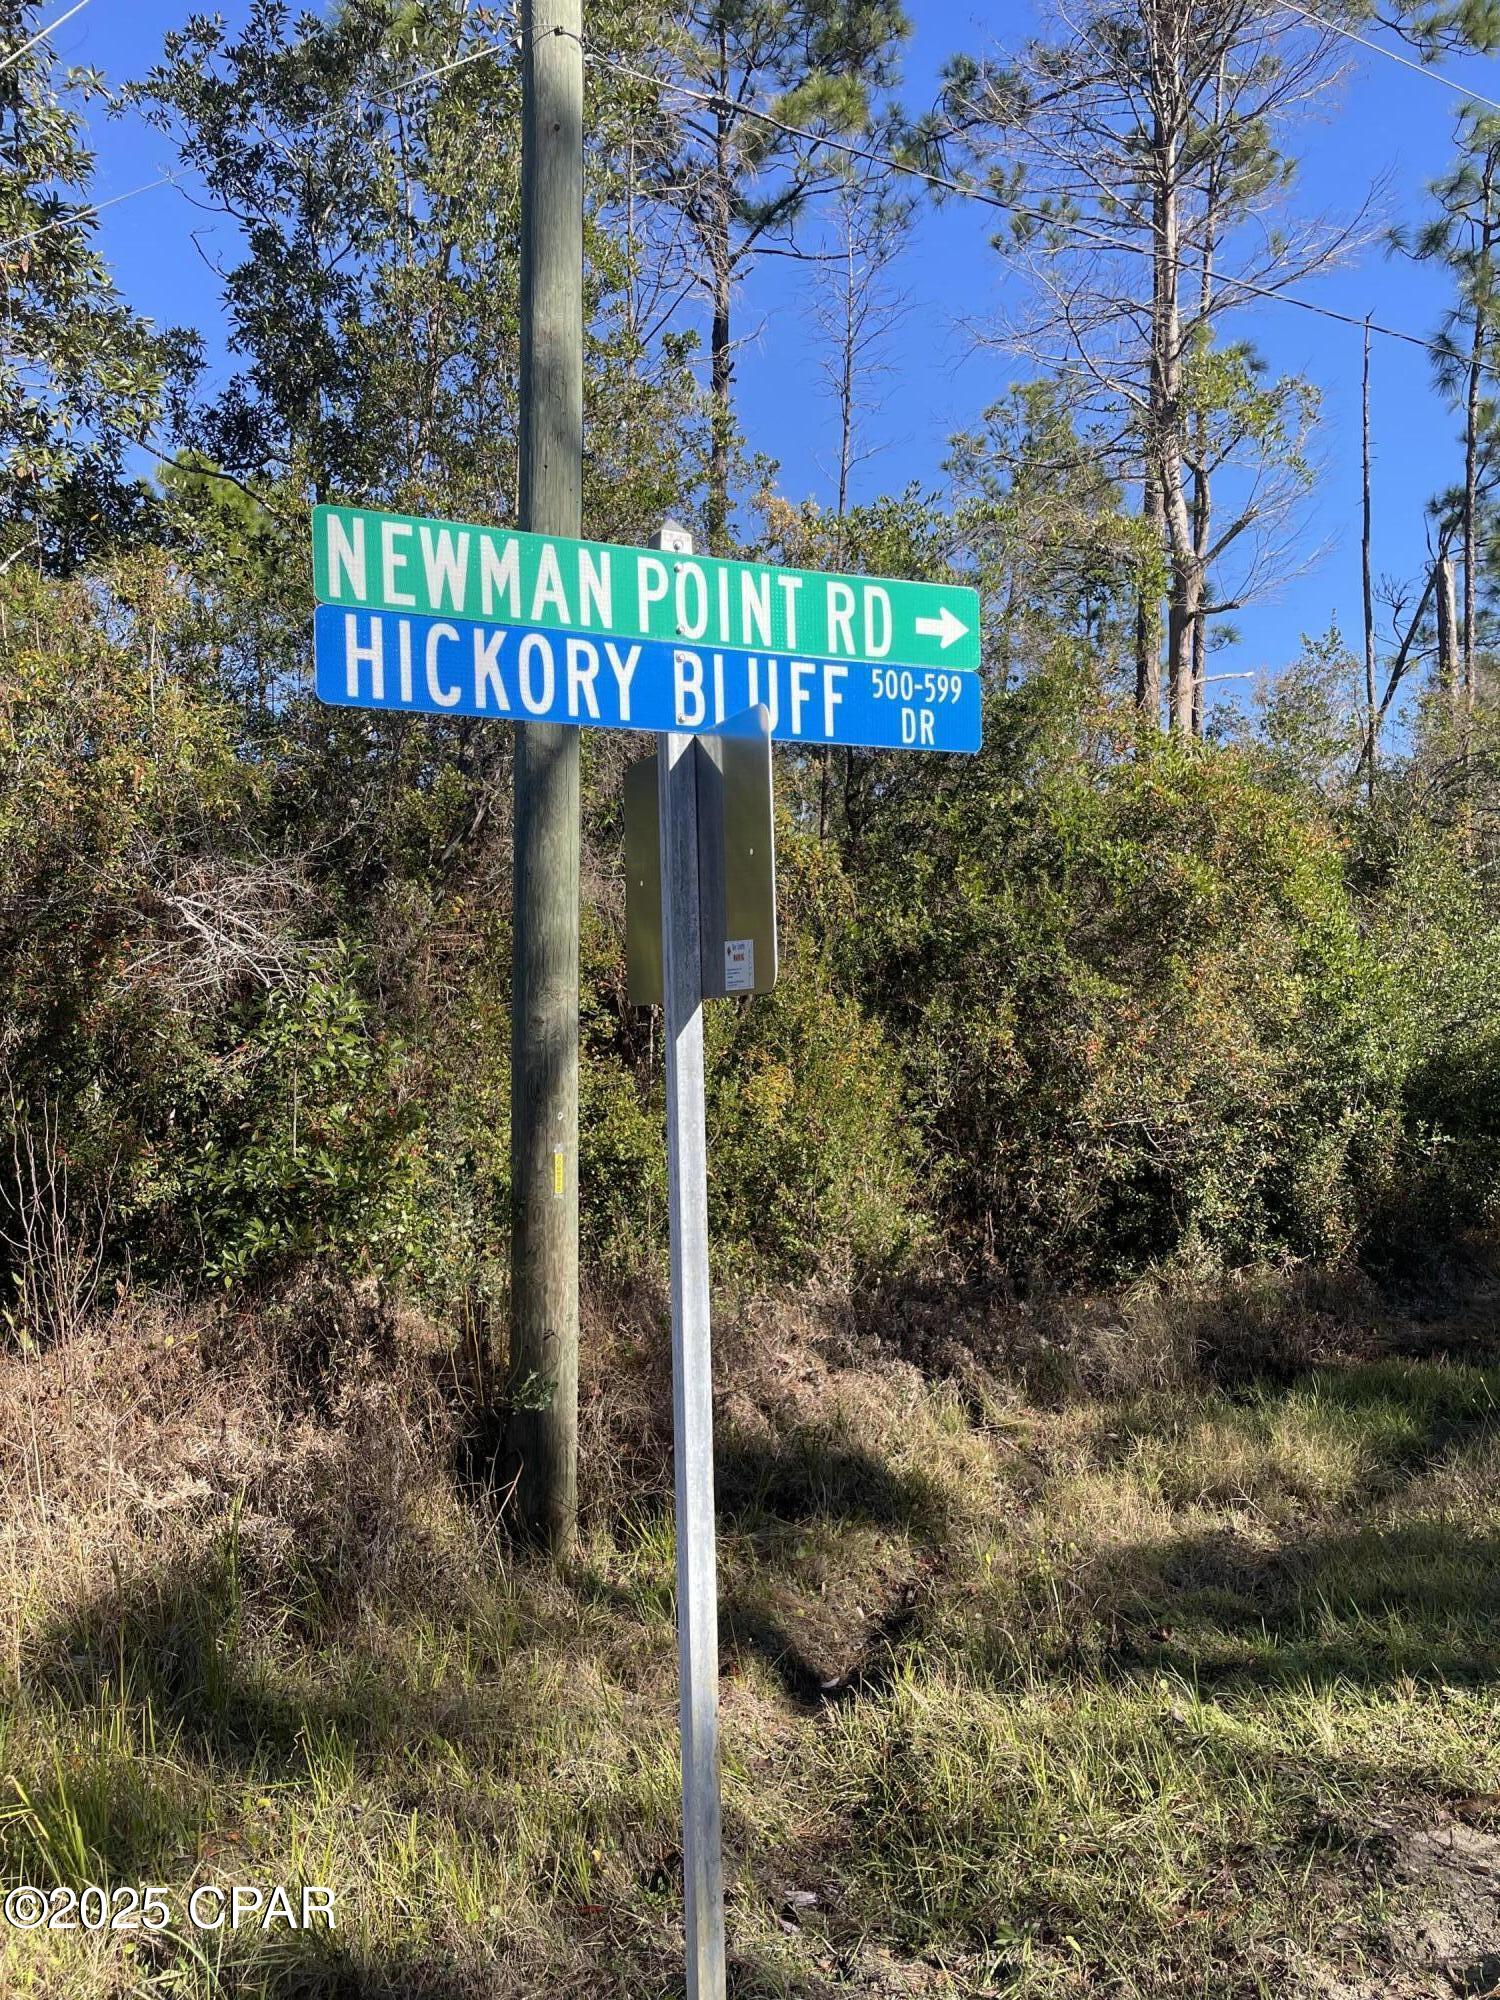 NEWMAN POINT RD →
HICKORY BLUFF 500-599 DR
©2025 CPAR